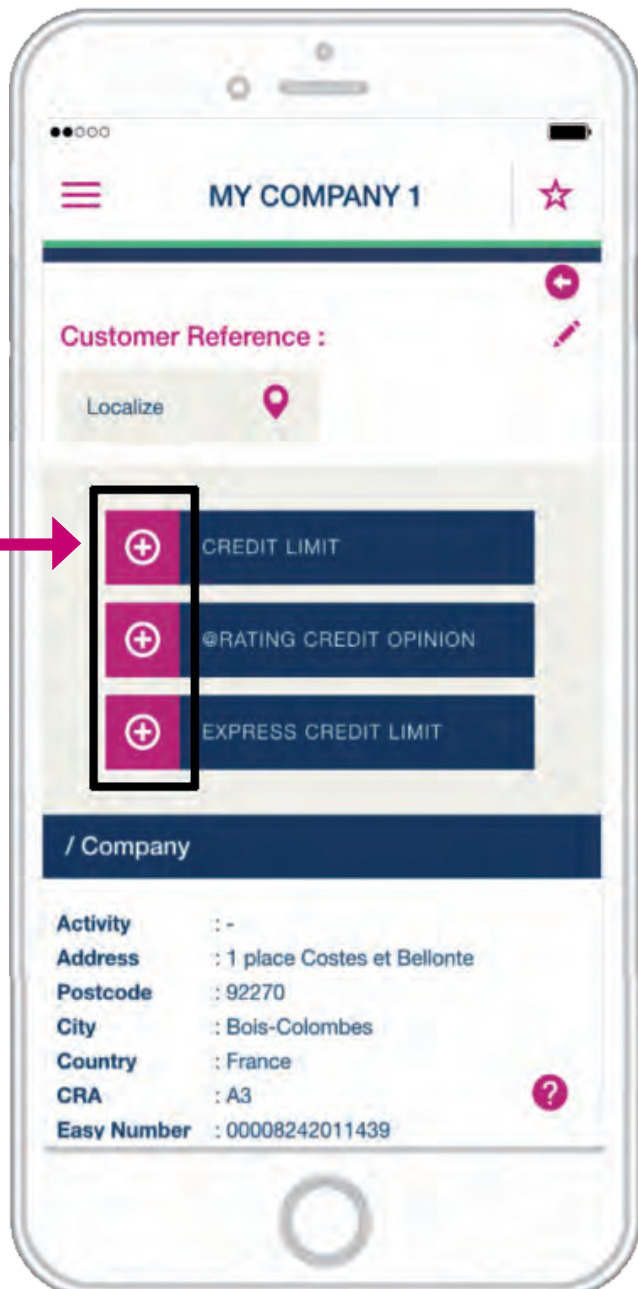 MY COMPANY 1
Customer Reference :
Localize
CREDIT LIMIT
@RATING CREDIT OPINION
EXPRESS CREDIT LIMIT
/ Company
Activity : -
Address : 1 place Costes et Bellonte
Postcode : 92270
City : Bois-Colombes
Country : France
CRA : A3
?
Easy Number : 00008242011439